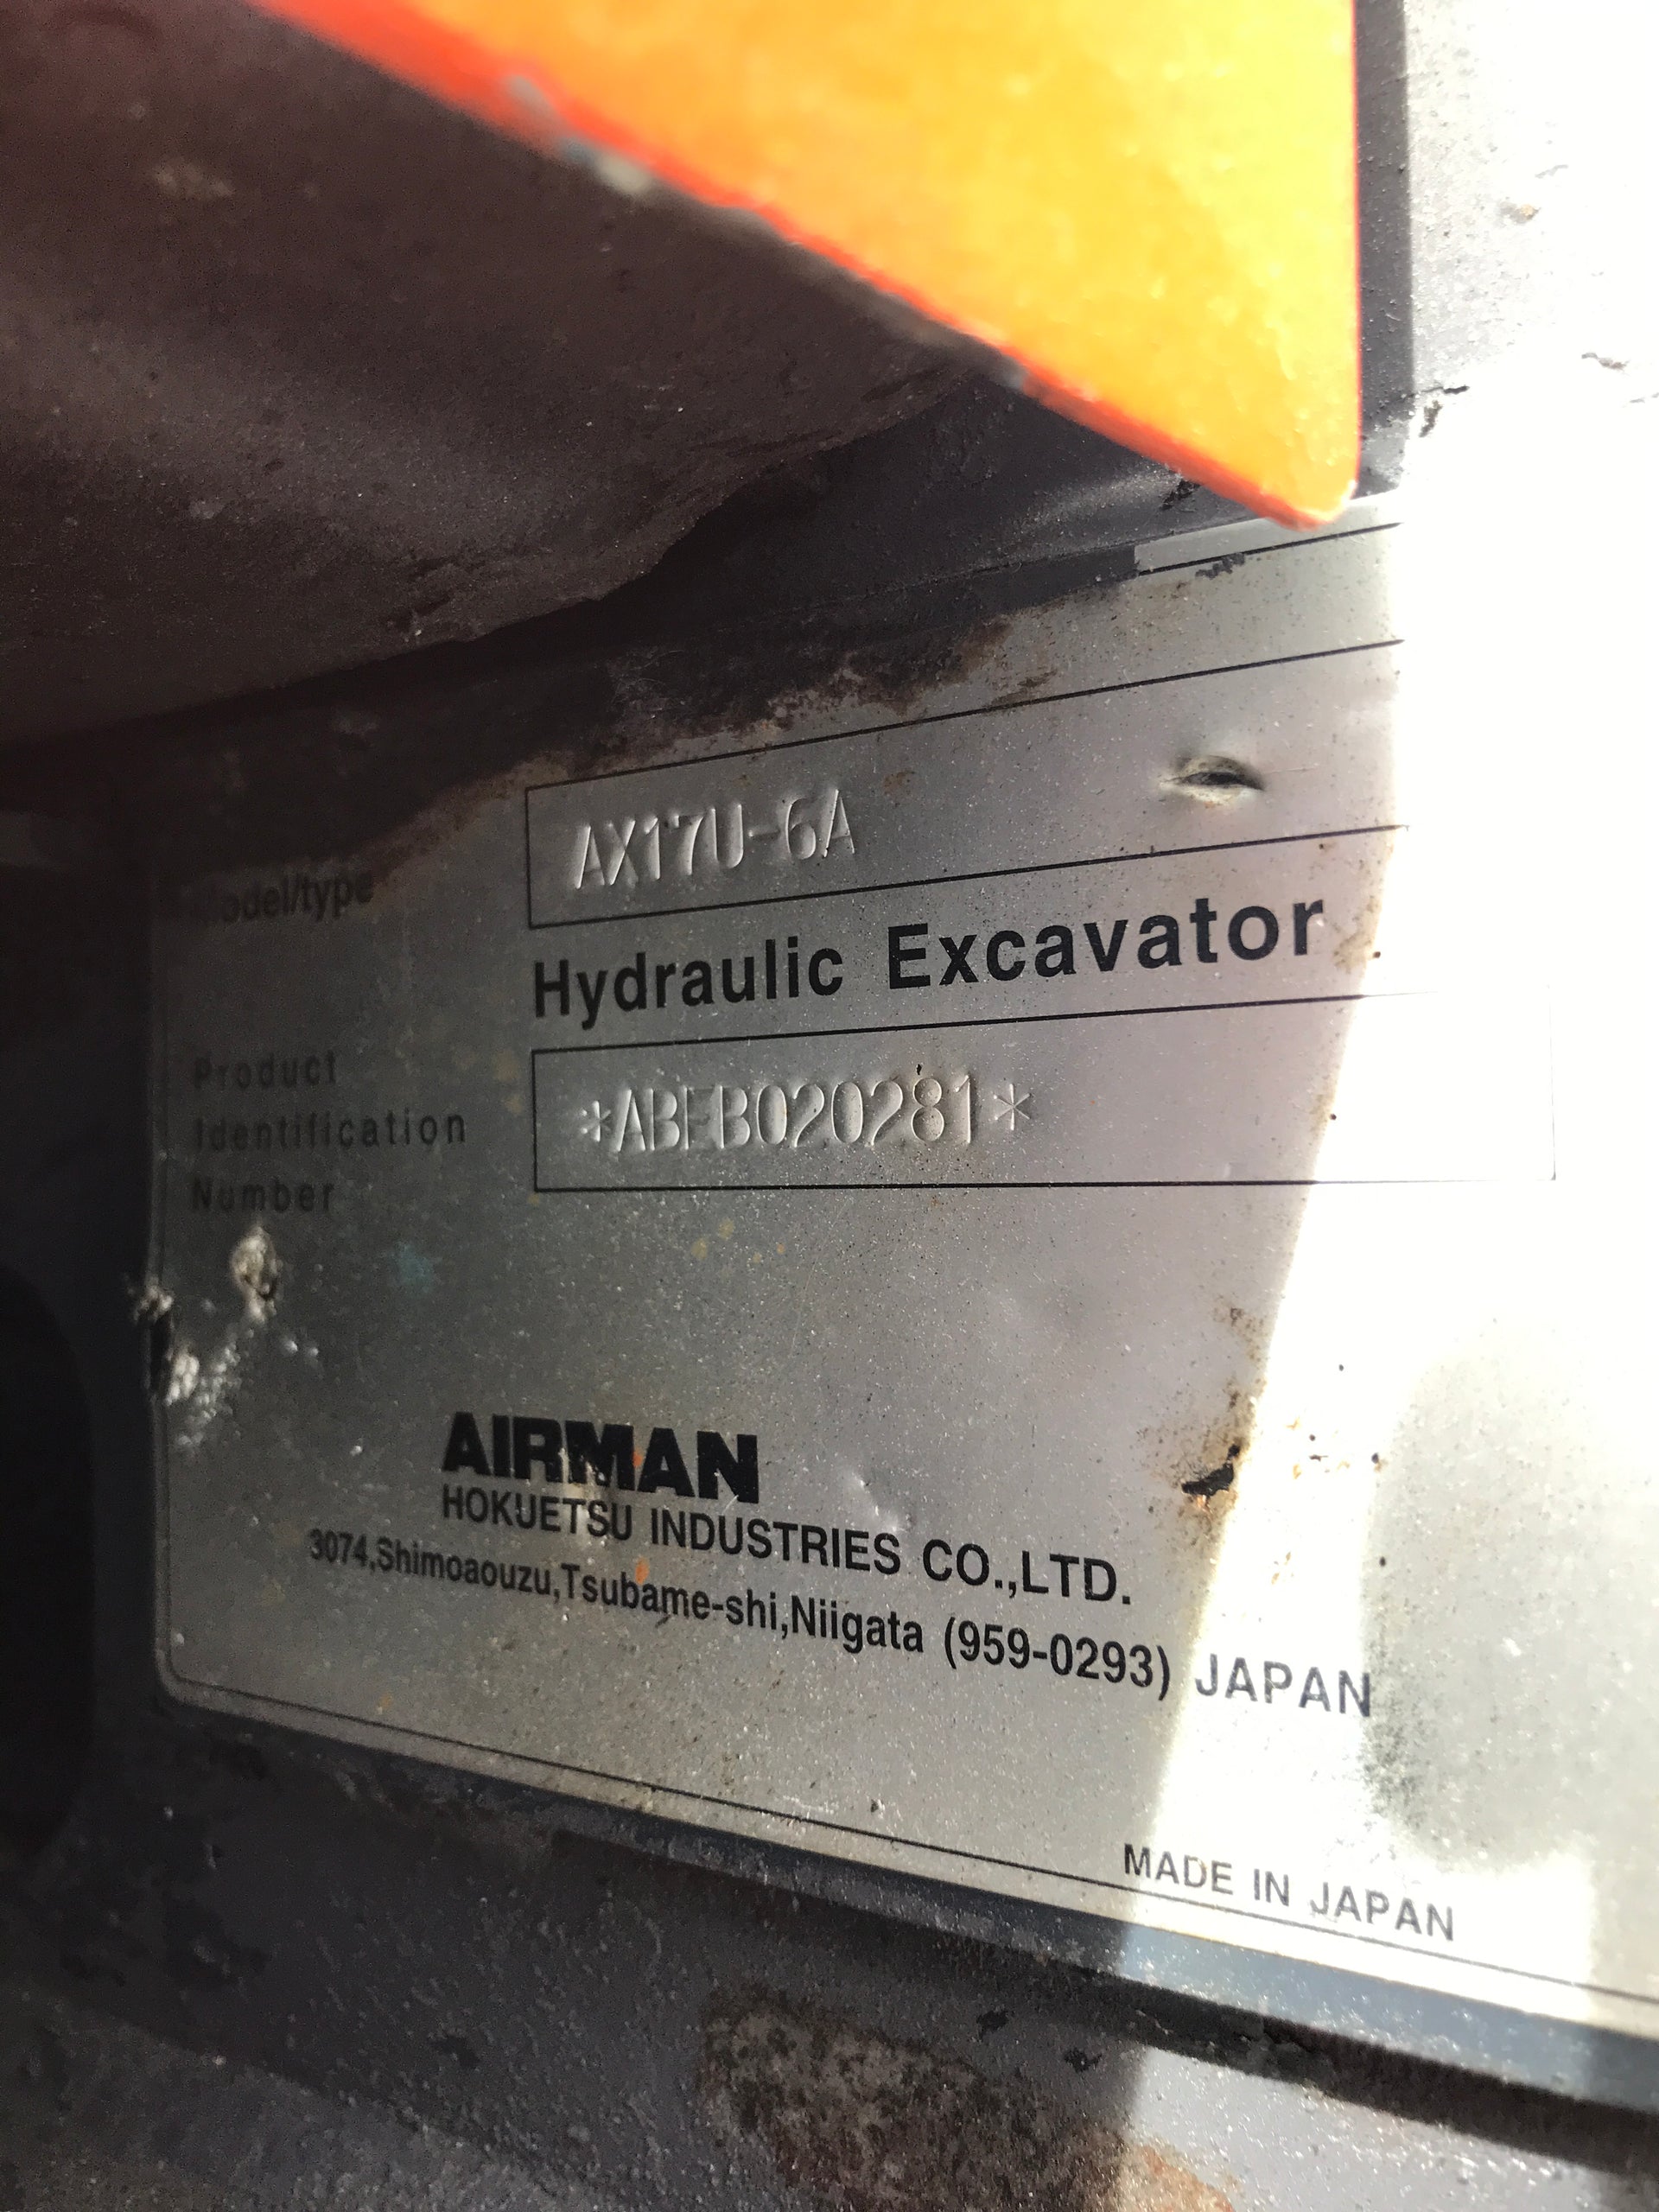 Model/type
AX17U-6A
Hydraulic Excavator
Product
Identification
Number
*ABEB020281*
AIRMAN
HOKUETSU INDUSTRIES CO.,LTD.
3074,Shimoaouzu,Tsubame-shi,Niigata (959-0293) JAPAN
MADE IN JAPAN